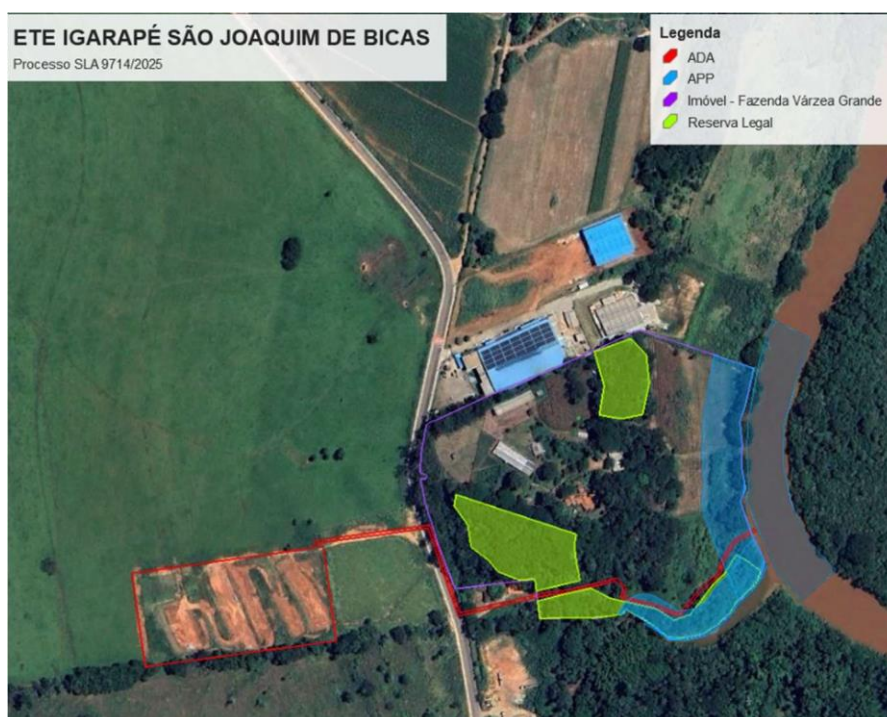 ETE IGARAPÉ SÃO JOAQUIM DE BICAS
Processo SLA 9714/2025
Legenda
ADA
APP
Imóvel - Fazenda Várzea Grande
Reserva Legal